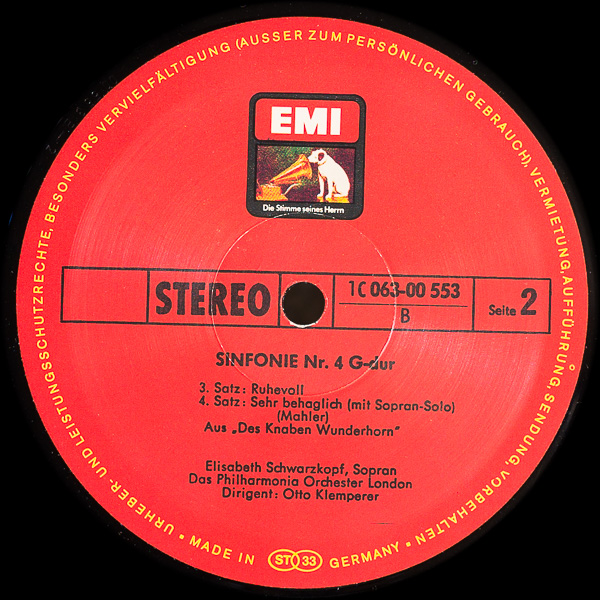 URHEBER- UND LEISTUNGSSCHUTZRECHTE, BESONDERS VERVIELFÄLTIGUNG (AUSSER ZUM PERSÖNLICHEN GEBRAUCH), VERMIETUNG, AUFFÜHRUNG, SENDUNG, VORBEHALTEN •
EMI
Die Stimme seines Herrn
STEREO
1C 063-00 553
B
Seite 2
SINFONIE Nr. 4 G-dur
3. Satz: Ruhevoll
4. Satz: Sehr behaglich (mit Sopran-Solo)
(Mahler)
Aus „Des Knaben Wunderhorn"
Elisabeth Schwarzkopf, Sopran
Das Philharmonia Orchester London
Dirigent: Otto Klemperer
• MADE IN ST 33 GERMANY